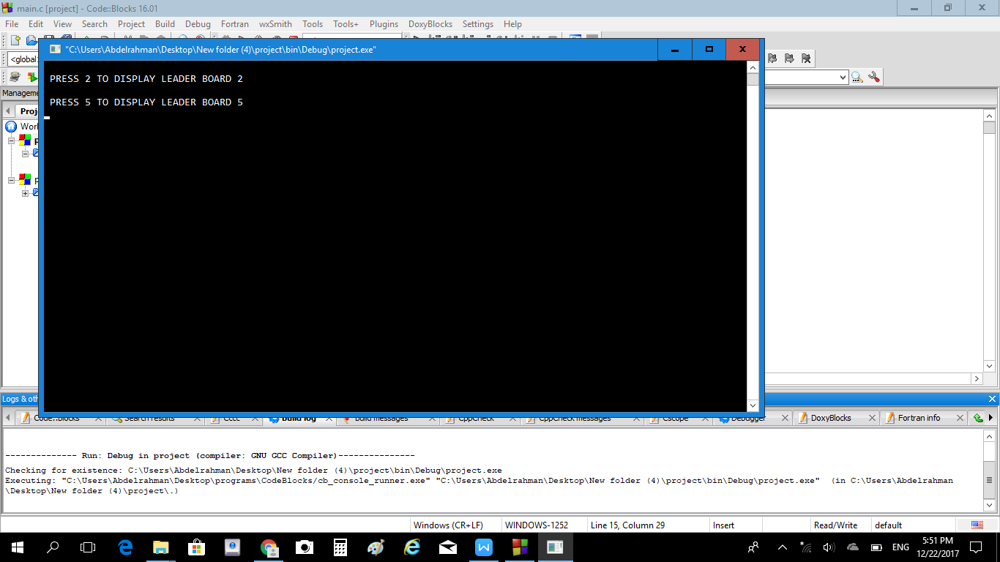 main.c [project] - Code::Blocks 16.01
File Edit View Search Project Build Debug Fortran wxSmith Tools Tools+ Plugins DoxyBlocks Settings Help
"C:\Users\Abdelrahman\Desktop\New folder (4)\project\bin\Debug\project.exe"
<global>
PRESS 2 TO DISPLAY LEADER BOARD 2
PRESS 5 TO DISPLAY LEADER BOARD 5
Logs & oth
Code::Blocks Search results Cccc Build log Build messages CppCheck CppCheck messages Cscope Debugger DoxyBlocks Fortran info
-------------- Run: Debug in project (compiler: GNU GCC Compiler)---------------
Checking for existence: C:\Users\Abdelrahman\Desktop\New folder (4)\project\bin\Debug\project.exe
Executing: "C:\Users\Abdelrahman\Desktop\programs\CodeBlocks/cb_console_runner.exe" "C:\Users\Abdelrahman\Desktop\New folder (4)\project\bin\Debug\project.exe"  (in C:\Users\Abdelrahman
\Desktop\New folder (4)\project\.)
Windows (CR+LF) WINDOWS-1252 Line 15, Column 29 Insert Read/Write default
ENG
5:51 PM
12/22/2017